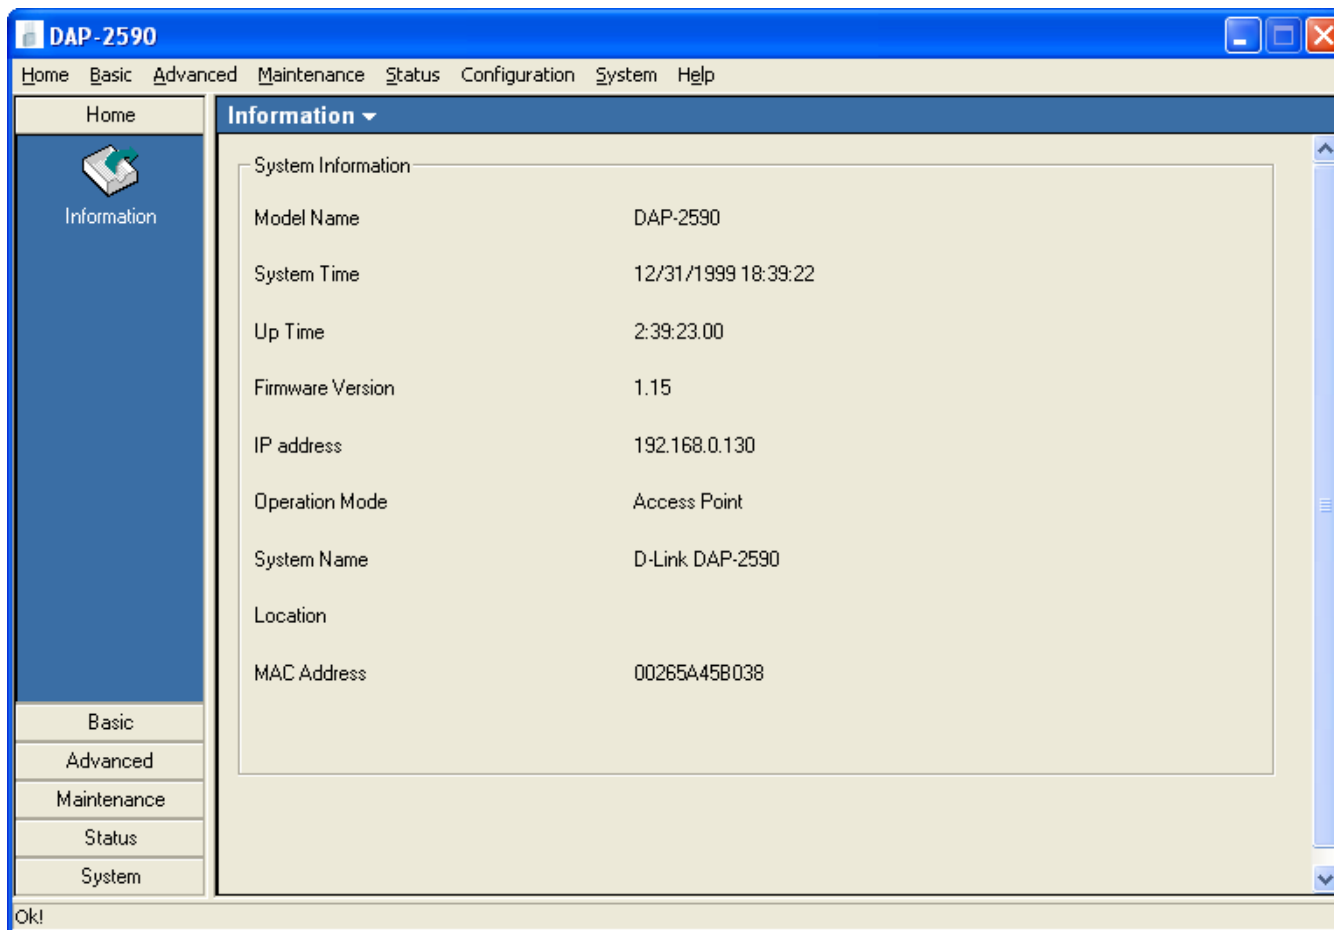 DAP-2590
Home Basic Advanced Maintenance Status Configuration System Help
Home
Information
Information
System Information
Model Name DAP-2590
System Time 12/31/1999 18:39:22
Up Time 2:39:23.00
Firmware Version 1.15
IP address 192.168.0.130
Operation Mode Access Point
System Name D-Link DAP-2590
Location
MAC Address 00265A45B038
Basic
Advanced
Maintenance
Status
System
Ok!